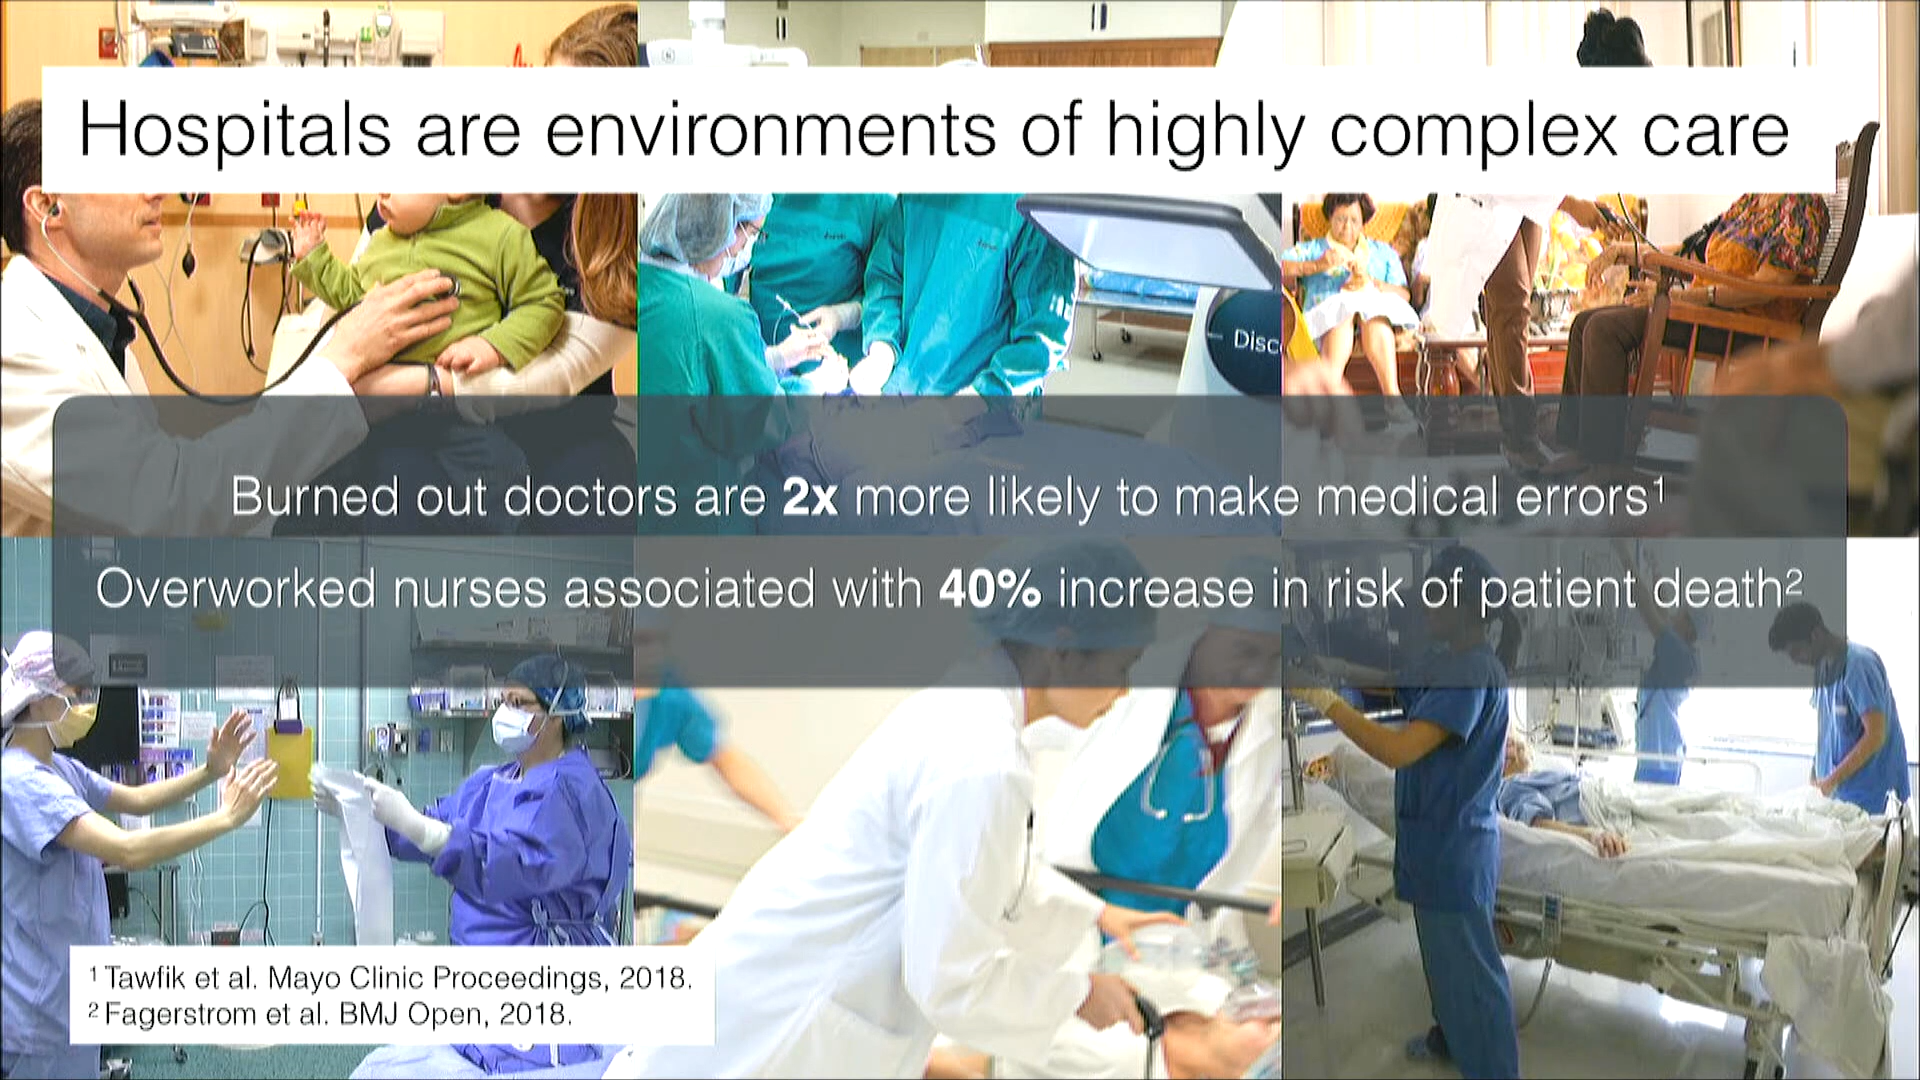 Hospitals are environments of highly complex care
Disc
Burned out doctors are 2x more likely to make medical errors¹
Overworked nurses associated with 40% increase in risk of patient death²
¹ Tawfik et al. Mayo Clinic Proceedings, 2018.
² Fagerstrom et al. BMJ Open, 2018.